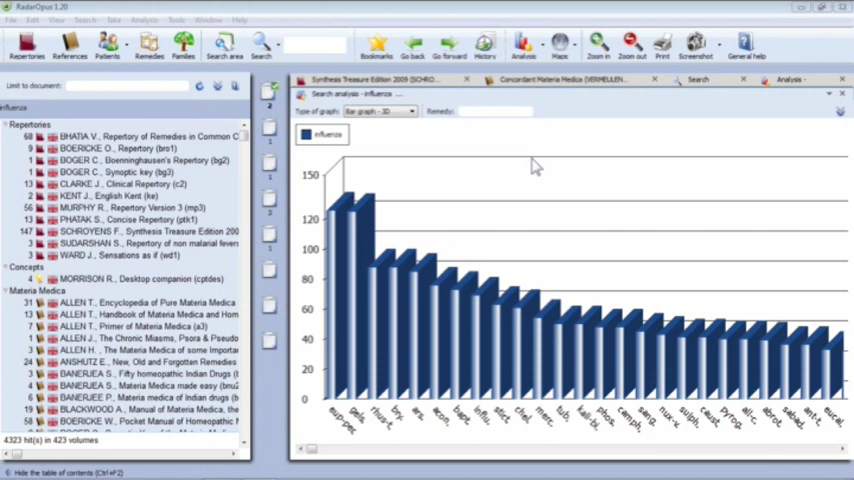 RadarOpus 1.20
File Edit View Search Take Analysis Tools Window Help
Repertories References Patients Remedies Families Search area Search Bookmarks Go back Go forward History Analysis Maps Zoom in Zoom out Print Screenshot General help
Limit to document:
influenza
Repertories
68 BHATIA V., Repertory of Remedies in Common C
9 BOERICKE O., Repertory (bro1)
1 BOGER C., Boenninghausen's Repertory (bg2)
1 BOGER C., Synoptic key (bg3)
13 CLARKE J., Clinical Repertory (c2)
2 KENT J., English Kent (ke)
56 MURPHY R., Repertory Version 3 (mp3)
13 PHATAK S., Concise Repertory (ptk1)
147 SCHROYENS F., Synthesis Treasure Edition 200
3 SUDARSHAN S., Repertory of non malarial fevers
3 WARD J., Sensations as if (wd1)
Concepts
4 MORRISON R., Desktop companion (cptdes)
Materia Medica
31 ALLEN T., Encyclopedia of Pure Materia Medica
13 ALLEN T., Handbook of Materia Medica and Hom
7 ALLEN T., Primer of Materia Medica (a3)
1 ALLEN J., The Chronic Miasms, Psora & Pseudo
3 ALLEN H., The Materia Medica of some Importan
24 ANSHUTZ E., New, Old and Forgotten Remedies
3 BANERJEA S., Fifty homeopathic Indian Drugs (b
4 BANERJEA S., Materia Medica made easy (bnu2
6 BANERJEE P., Materia medica of Indian drugs (b
19 BLACKWOOD A., Manual of Materia Medica, the
58 BOERICKE W., Pocket Manual of Homeopathic M
4323 hit(s) in 423 volumes
Hide the table of contents (Ctrl+F2)
2
1
1
2
1
Synthesis Treasure Edition 2009 (SCHRO... Concordant Materia Medica (VERMEULEN... Search Analysis -
Search analysis - influenza ...
Type of graph: Bar graph - 3D Remedy:
influenza
150
120
100
80
60
40
20
0
eup-per. gels. rhus-t. bry. ars. acon. bapt. influ. stict. chel. merc. tub. kali-bi. phos. camph. sang. nux-v. sulph. caust. pyrog. all-c. abrot. sabad. ant-t. eucal.